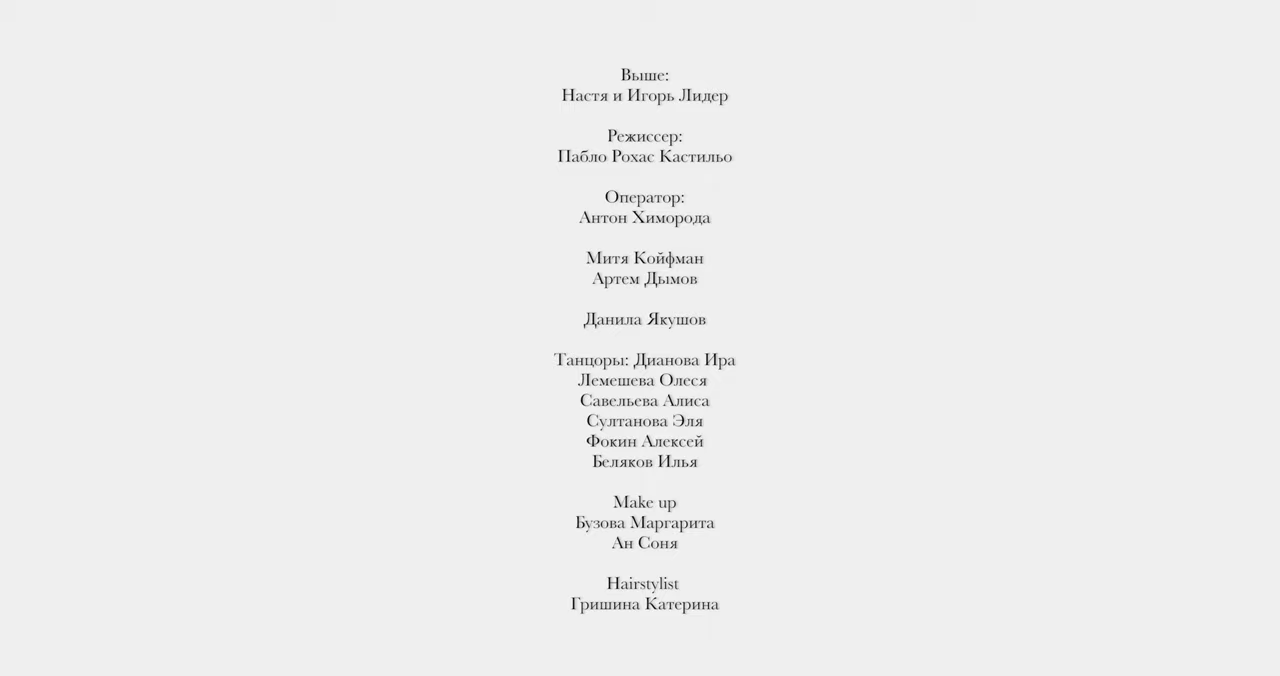 Выше:
Настя и Игорь Лидер
Режиссер:
Пабло Рохас Кастильо
Оператор:
Антон Химорода
Митя Койфман
Артем Дымов
Данила Якушов
Танцоры: Дианова Ира
Лемешева Олеся
Савельева Алиса
Султанова Эля
Фокин Алексей
Беляков Илья
Make up
Бузова Маргарита
Ан Соня
Hairstylist
Гришина Катерина